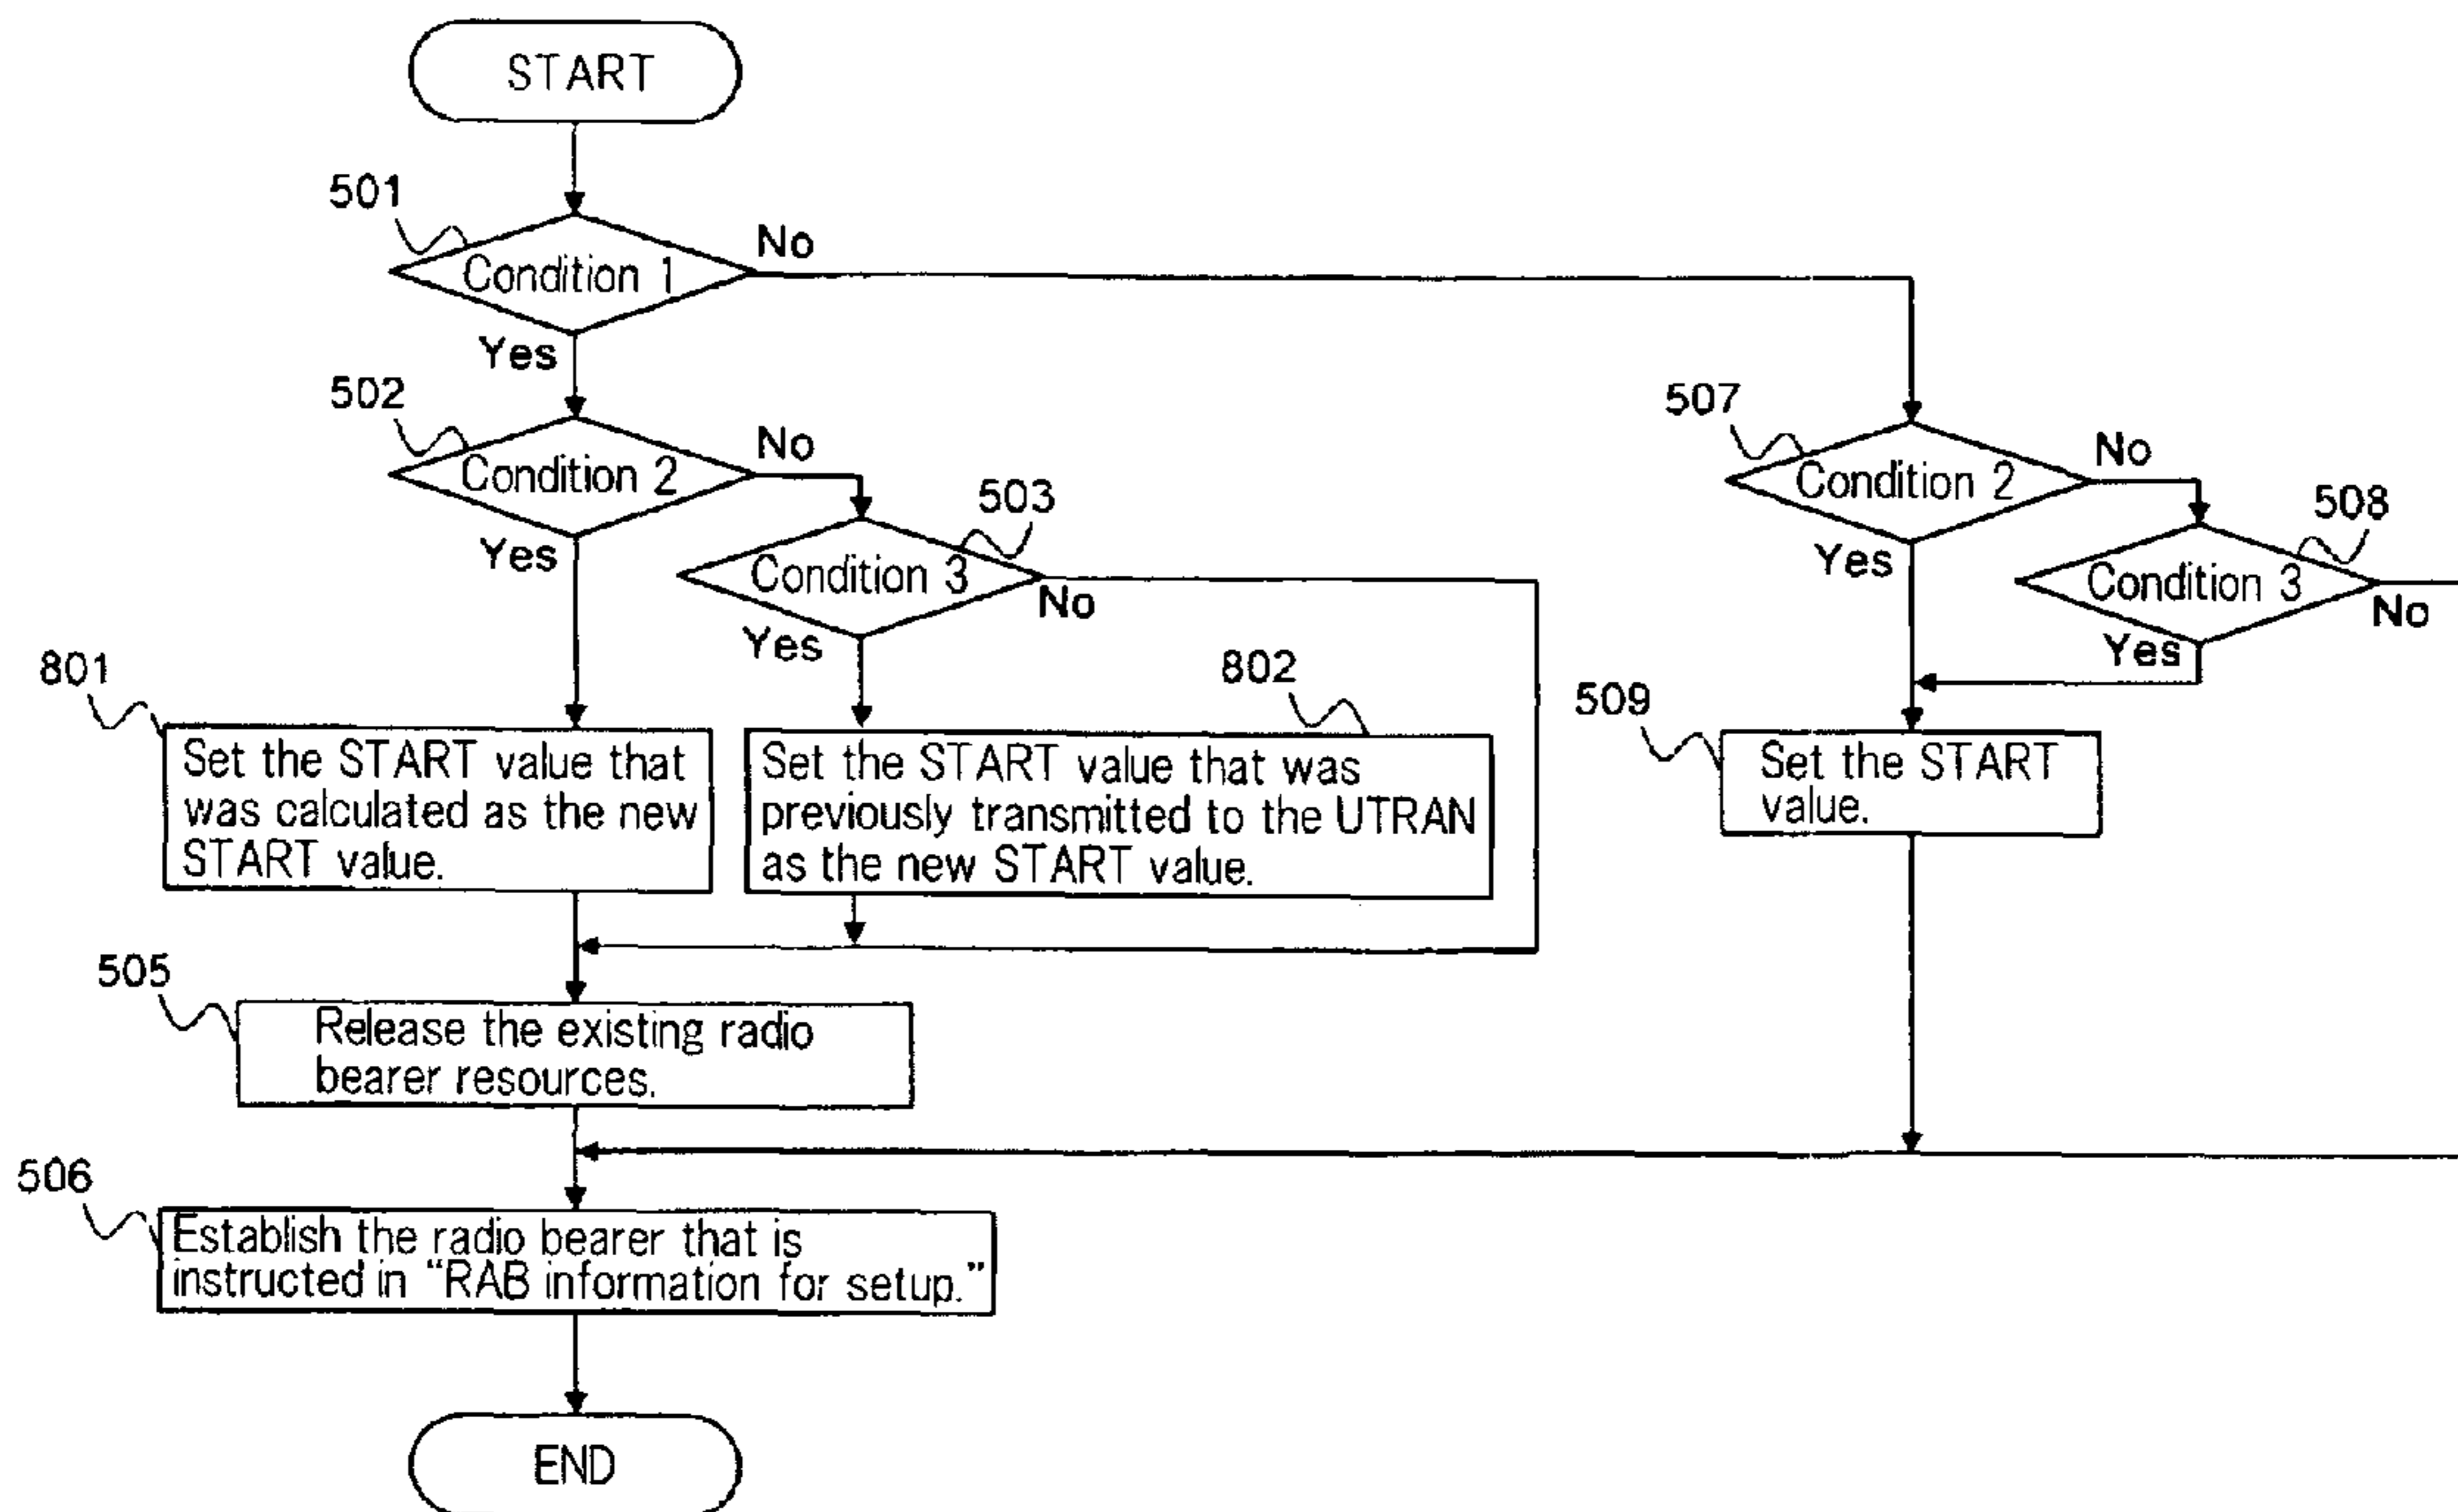 START
501
Condition 1
No
Yes
502
Condition 2
No
Yes
503
Condition 3
No
Yes
507
Condition 2
No
Yes
508
Condition 3
No
Yes
801
Set the START value that
was calculated as the new
START value.
802
Set the START value that was
previously transmitted to the UTRAN
as the new START value.
509
Set the START
value.
505
Release the existing radio
bearer resources.
506
Establish the radio bearer that is
instructed in “RAB information for setup.”
END